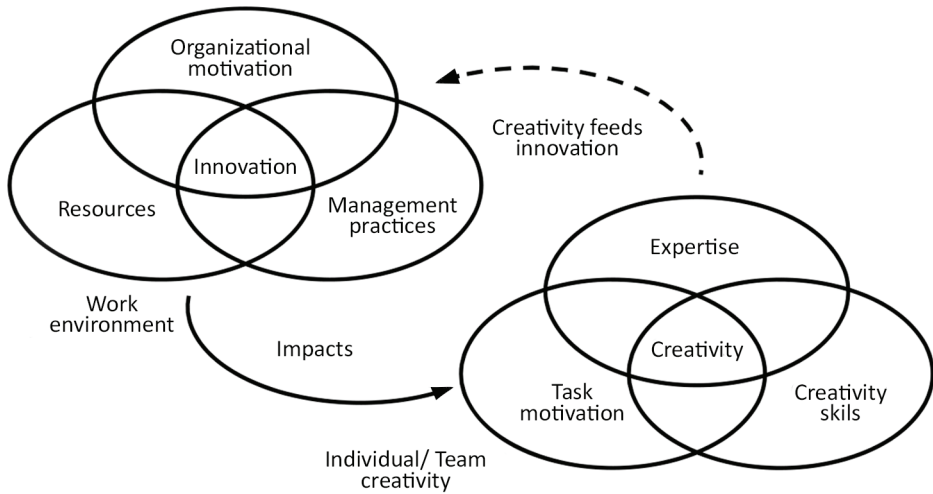 Organizational
motivation
Innovation
Resources
Management
practices
Work
environment
Impacts
Creativity feeds
innovation
Expertise
Creativity
Task
motivation
Creativity
skils
Individual/ Team
creativity